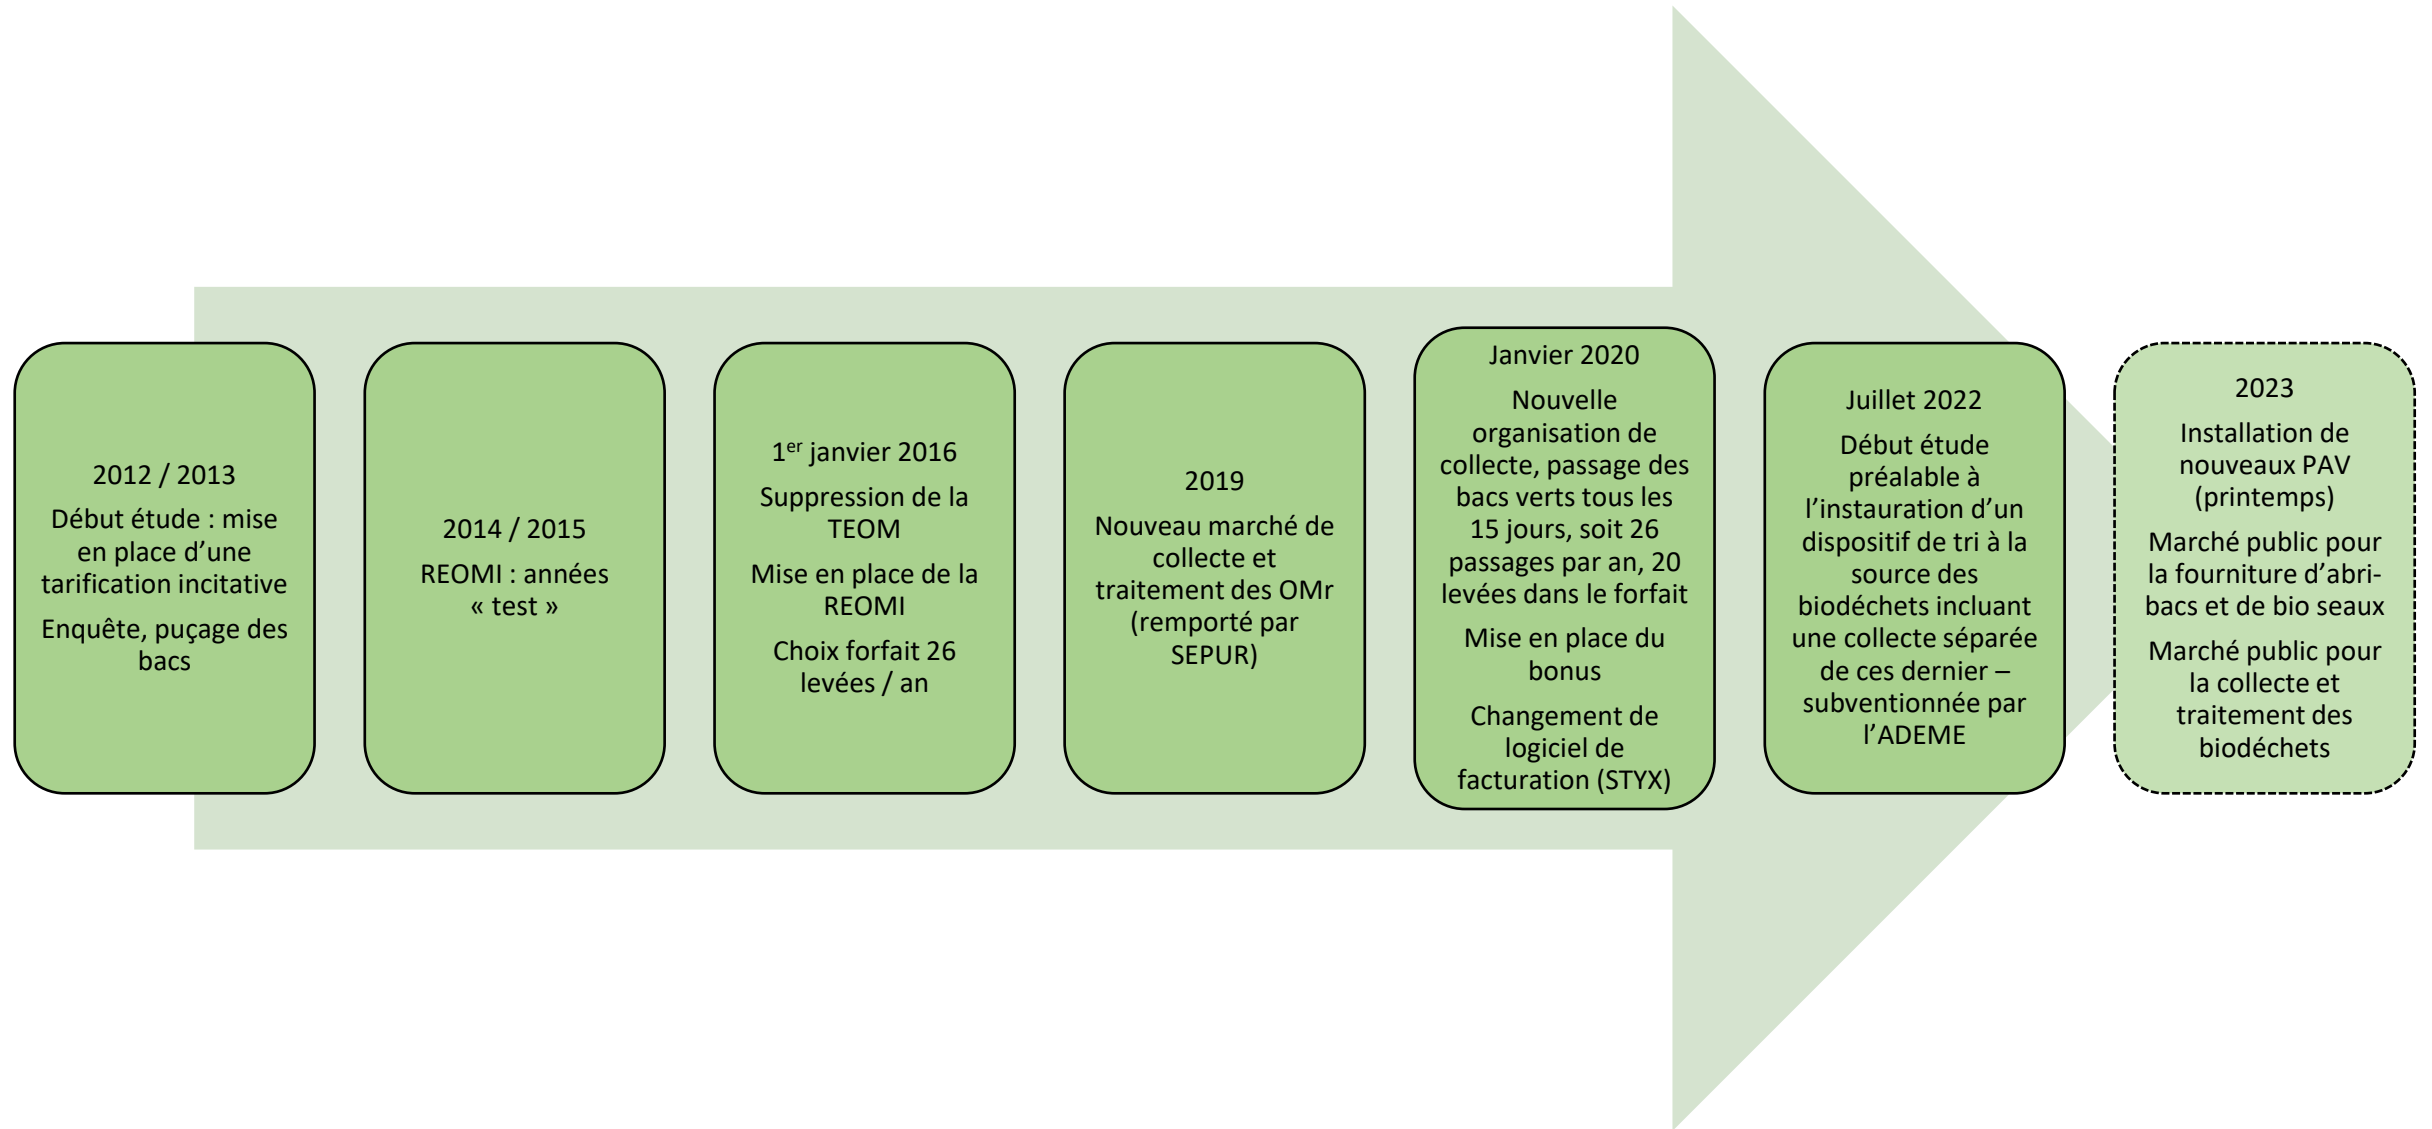 2012 / 2013
Début étude : mise
en place d’une
tarification incitative
Enquête, puçage des
bacs
2014 / 2015
REOMI : années
« test »
1er janvier 2016
Suppression de la
TEOM
Mise en place de la
REOMI
Choix forfait 26
levées / an
2019
Nouveau marché de
collecte et
traitement des OMr
(remporté par
SEPUR)
Janvier 2020
Nouvelle
organisation de
collecte, passage des
bacs verts tous les
15 jours, soit 26
passages par an, 20
levées dans le forfait
Mise en place du
bonus
Changement de
logiciel de
facturation (STYX)
Juillet 2022
Début étude
préalable à
l’instauration d’un
dispositif de tri à la
source des
biodéchets incluant
une collecte séparée
de ces dernier –
subventionnée par
l’ADEME
2023
Installation de
nouveaux PAV
(printemps)
Marché public pour
la fourniture d’abri-
bacs et de bio seaux
Marché public pour
la collecte et
traitement des
biodéchets